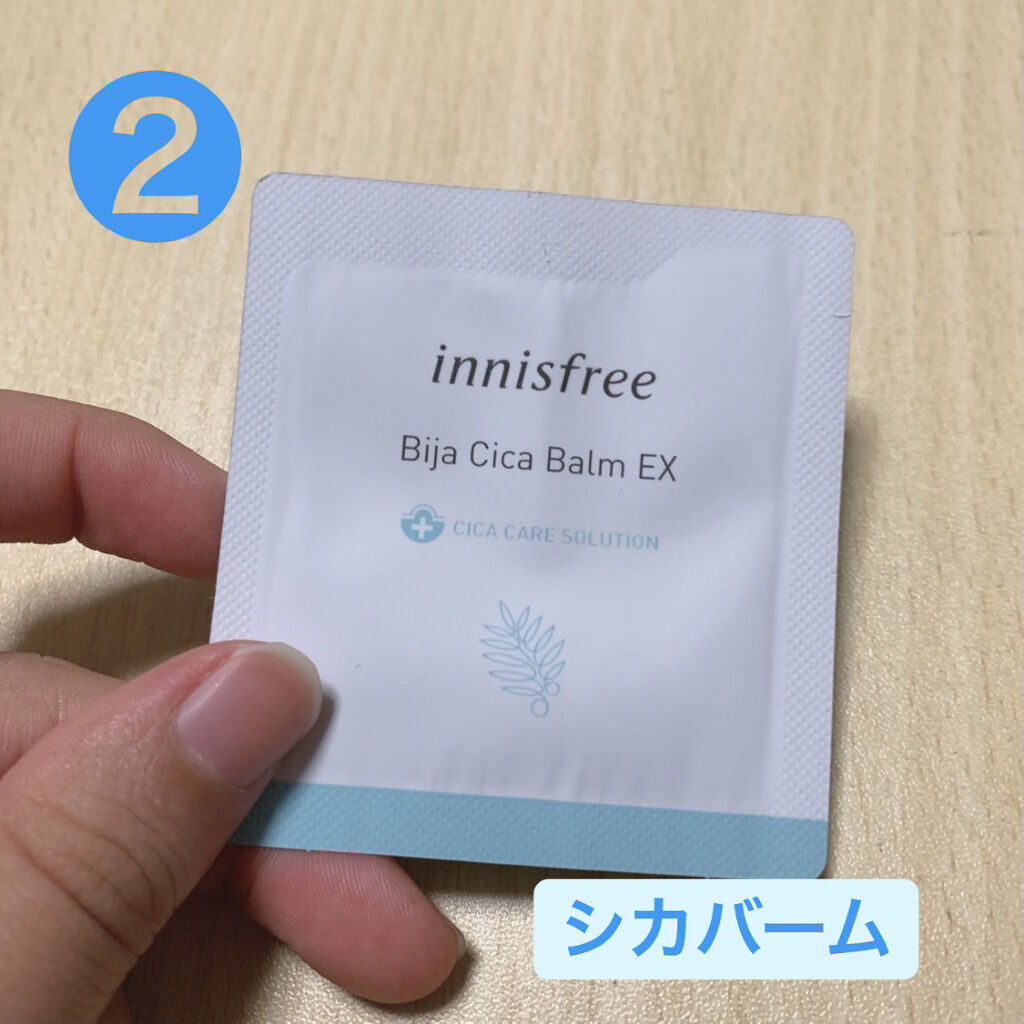 2
innisfree
Bija Cica Balm EX
CICA CARE SOLUTION
シカバーム